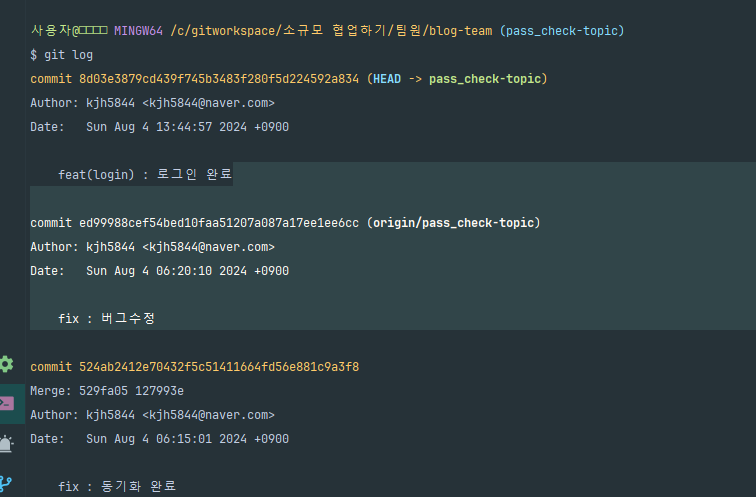 사용자@□□□□ MINGW64 /c/gitworkspace/소규모 협업하기/팀원/blog-team (pass_check-topic)
$ git log
commit 8d03e3879cd439f745b3483f280f5d224592a834 (HEAD -> pass_check-topic)
Author: kjh5844 <kjh5844@naver.com>
Date:   Sun Aug 4 13:44:57 2024 +0900
feat(login) : 로그인 완료
commit ed99988cef54bed10faa51207a087a17ee1ee6cc (origin/pass_check-topic)
Author: kjh5844 <kjh5844@naver.com>
Date:   Sun Aug 4 06:20:10 2024 +0900
fix : 버그수정
commit 524ab2412e70432f5c51411664fd56e881c9a3f8
Merge: 529fa05 127993e
Author: kjh5844 <kjh5844@naver.com>
Date:   Sun Aug 4 06:15:01 2024 +0900
fix : 동기화 완료